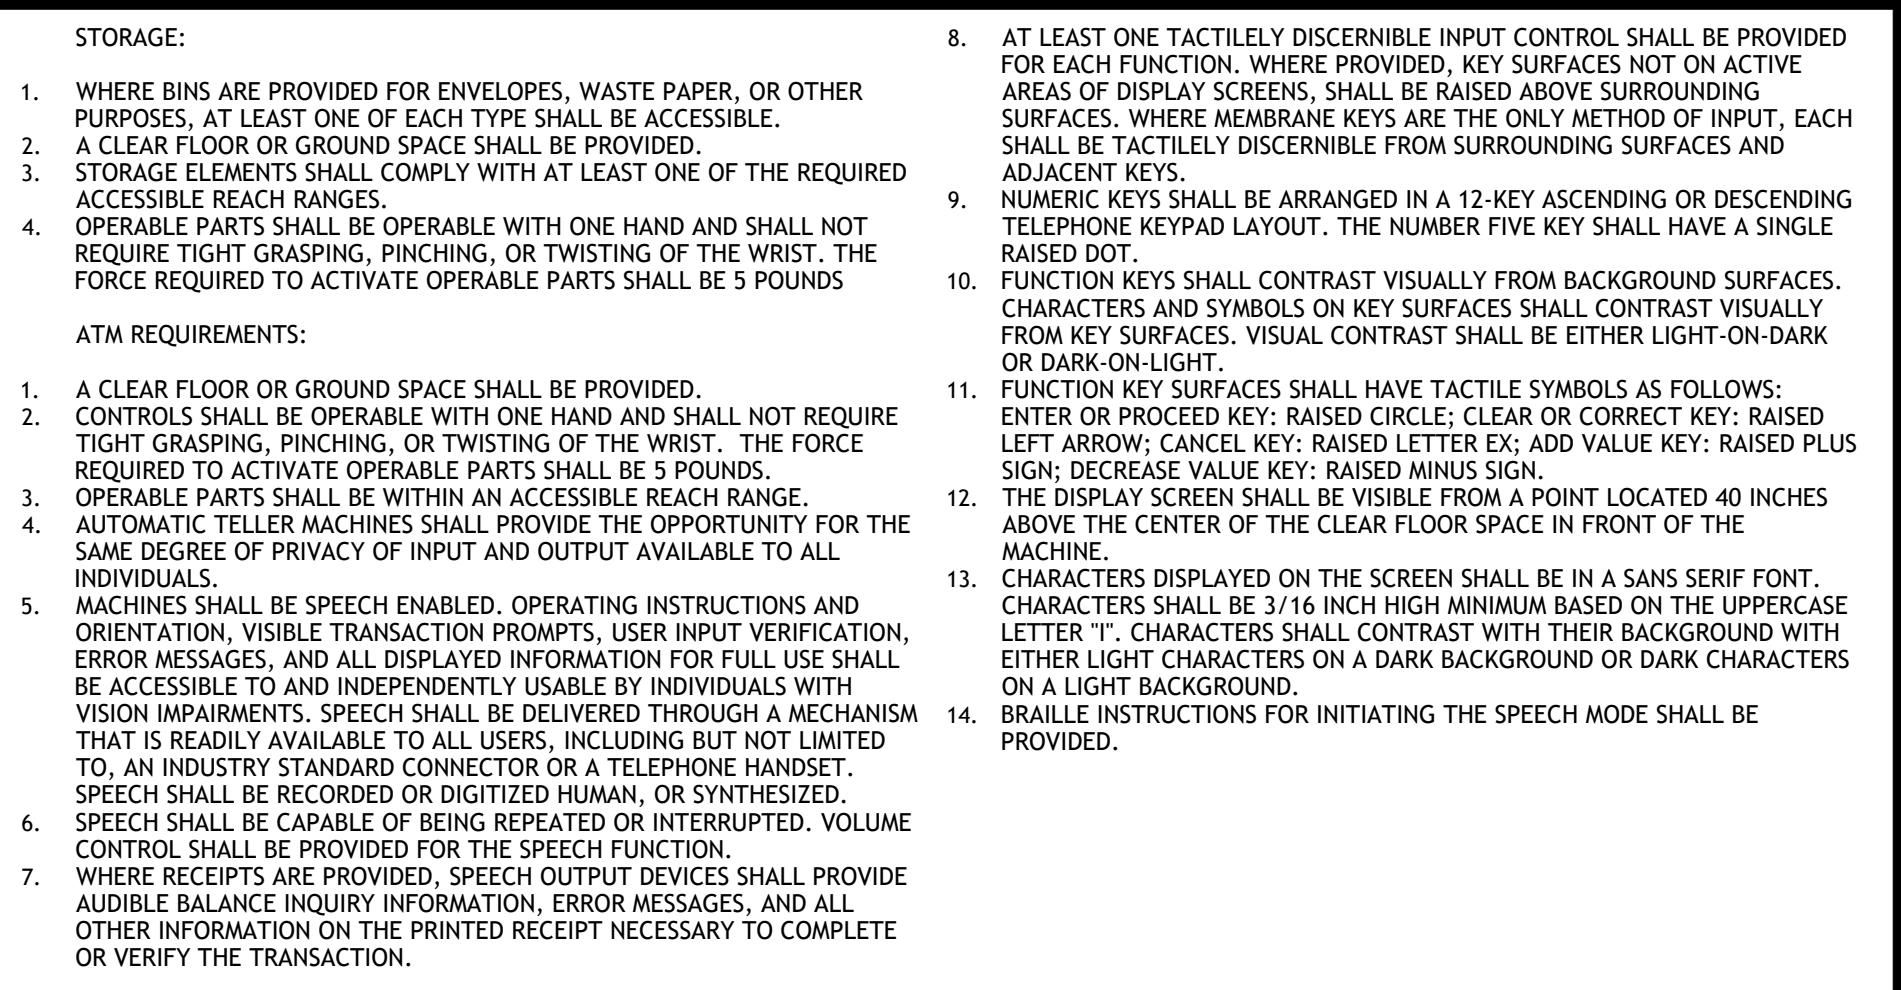 STORAGE:
1. WHERE BINS ARE PROVIDED FOR ENVELOPES, WASTE PAPER, OR OTHER
PURPOSES, AT LEAST ONE OF EACH TYPE SHALL BE ACCESSIBLE.
2. A CLEAR FLOOR OR GROUND SPACE SHALL BE PROVIDED.
3. STORAGE ELEMENTS SHALL COMPLY WITH AT LEAST ONE OF THE REQUIRED
ACCESSIBLE REACH RANGES.
4. OPERABLE PARTS SHALL BE OPERABLE WITH ONE HAND AND SHALL NOT
REQUIRE TIGHT GRASPING, PINCHING, OR TWISTING OF THE WRIST. THE
FORCE REQUIRED TO ACTIVATE OPERABLE PARTS SHALL BE 5 POUNDS
ATM REQUIREMENTS:
1. A CLEAR FLOOR OR GROUND SPACE SHALL BE PROVIDED.
2. CONTROLS SHALL BE OPERABLE WITH ONE HAND AND SHALL NOT REQUIRE
TIGHT GRASPING, PINCHING, OR TWISTING OF THE WRIST.  THE FORCE
REQUIRED TO ACTIVATE OPERABLE PARTS SHALL BE 5 POUNDS.
3. OPERABLE PARTS SHALL BE WITHIN AN ACCESSIBLE REACH RANGE.
4. AUTOMATIC TELLER MACHINES SHALL PROVIDE THE OPPORTUNITY FOR THE
SAME DEGREE OF PRIVACY OF INPUT AND OUTPUT AVAILABLE TO ALL
INDIVIDUALS.
5. MACHINES SHALL BE SPEECH ENABLED. OPERATING INSTRUCTIONS AND
ORIENTATION, VISIBLE TRANSACTION PROMPTS, USER INPUT VERIFICATION,
ERROR MESSAGES, AND ALL DISPLAYED INFORMATION FOR FULL USE SHALL
BE ACCESSIBLE TO AND INDEPENDENTLY USABLE BY INDIVIDUALS WITH
VISION IMPAIRMENTS. SPEECH SHALL BE DELIVERED THROUGH A MECHANISM
THAT IS READILY AVAILABLE TO ALL USERS, INCLUDING BUT NOT LIMITED
TO, AN INDUSTRY STANDARD CONNECTOR OR A TELEPHONE HANDSET.
SPEECH SHALL BE RECORDED OR DIGITIZED HUMAN, OR SYNTHESIZED.
6. SPEECH SHALL BE CAPABLE OF BEING REPEATED OR INTERRUPTED. VOLUME
CONTROL SHALL BE PROVIDED FOR THE SPEECH FUNCTION.
7. WHERE RECEIPTS ARE PROVIDED, SPEECH OUTPUT DEVICES SHALL PROVIDE
AUDIBLE BALANCE INQUIRY INFORMATION, ERROR MESSAGES, AND ALL
OTHER INFORMATION ON THE PRINTED RECEIPT NECESSARY TO COMPLETE
OR VERIFY THE TRANSACTION.
8. AT LEAST ONE TACTILELY DISCERNIBLE INPUT CONTROL SHALL BE PROVIDED
FOR EACH FUNCTION. WHERE PROVIDED, KEY SURFACES NOT ON ACTIVE
AREAS OF DISPLAY SCREENS, SHALL BE RAISED ABOVE SURROUNDING
SURFACES. WHERE MEMBRANE KEYS ARE THE ONLY METHOD OF INPUT, EACH
SHALL BE TACTILELY DISCERNIBLE FROM SURROUNDING SURFACES AND
ADJACENT KEYS.
9. NUMERIC KEYS SHALL BE ARRANGED IN A 12-KEY ASCENDING OR DESCENDING
TELEPHONE KEYPAD LAYOUT. THE NUMBER FIVE KEY SHALL HAVE A SINGLE
RAISED DOT.
10. FUNCTION KEYS SHALL CONTRAST VISUALLY FROM BACKGROUND SURFACES.
CHARACTERS AND SYMBOLS ON KEY SURFACES SHALL CONTRAST VISUALLY
FROM KEY SURFACES. VISUAL CONTRAST SHALL BE EITHER LIGHT-ON-DARK
OR DARK-ON-LIGHT.
11. FUNCTION KEY SURFACES SHALL HAVE TACTILE SYMBOLS AS FOLLOWS:
ENTER OR PROCEED KEY: RAISED CIRCLE; CLEAR OR CORRECT KEY: RAISED
LEFT ARROW; CANCEL KEY: RAISED LETTER EX; ADD VALUE KEY: RAISED PLUS
SIGN; DECREASE VALUE KEY: RAISED MINUS SIGN.
12. THE DISPLAY SCREEN SHALL BE VISIBLE FROM A POINT LOCATED 40 INCHES
ABOVE THE CENTER OF THE CLEAR FLOOR SPACE IN FRONT OF THE
MACHINE.
13. CHARACTERS DISPLAYED ON THE SCREEN SHALL BE IN A SANS SERIF FONT.
CHARACTERS SHALL BE 3/16 INCH HIGH MINIMUM BASED ON THE UPPERCASE
LETTER "I". CHARACTERS SHALL CONTRAST WITH THEIR BACKGROUND WITH
EITHER LIGHT CHARACTERS ON A DARK BACKGROUND OR DARK CHARACTERS
ON A LIGHT BACKGROUND.
14. BRAILLE INSTRUCTIONS FOR INITIATING THE SPEECH MODE SHALL BE
PROVIDED.